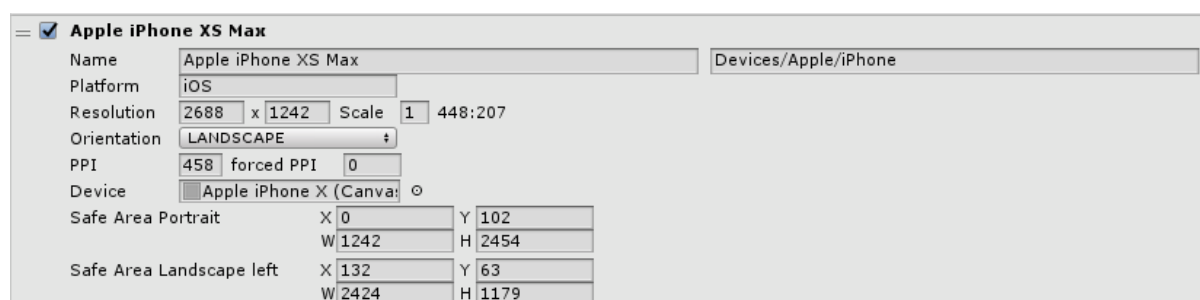 Apple iPhone XS Max
Name Apple iPhone XS Max Devices/Apple/iPhone
Platform iOS
Resolution 2688 x 1242 Scale 1 448:207
Orientation LANDSCAPE
PPI 458 forced PPI 0
Device Apple iPhone X (Canva
Safe Area Portrait X 0 Y 102
W 1242 H 2454
Safe Area Landscape left X 132 Y 63
W 2424 H 1179